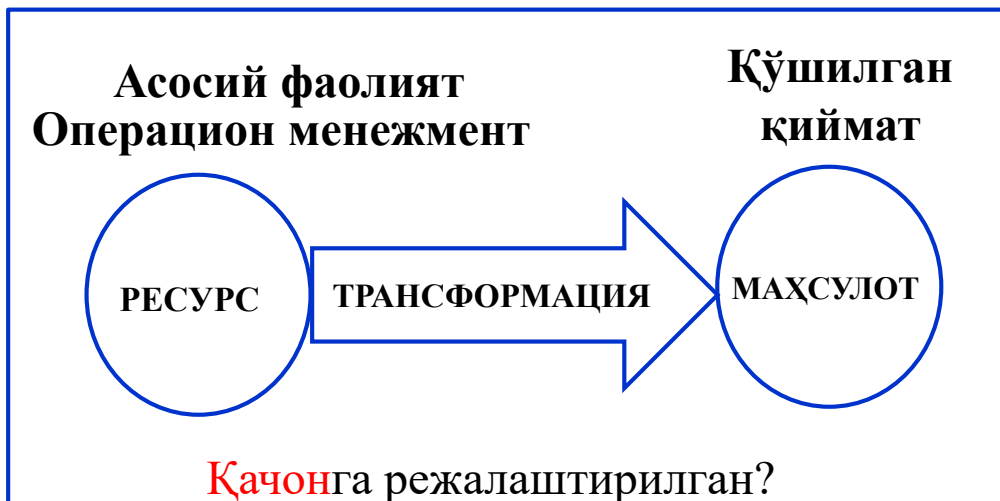 Асосий фаолият
Операцион менежмент
Қўшилган
қиймат
РЕСУРС
ТРАНСФОРМАЦИЯ
МАҲСУЛОТ
Қачонга режалаштирилган?